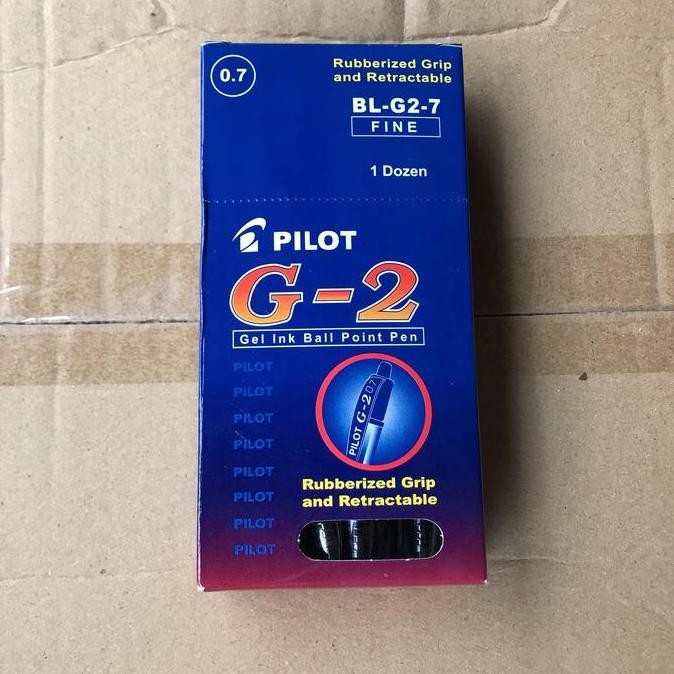 0.7
Rubberized Grip
and Retractable
BL-G2-7
FINE
1 Dozen
PILOT
G-2
Gel Ink Ball Point Pen
PILOT
PILOT
PILOT
PILOT
PILOT
PILOT
PILOT
PILOT
PILOT G-2 07
Rubberized Grip
and Retractable